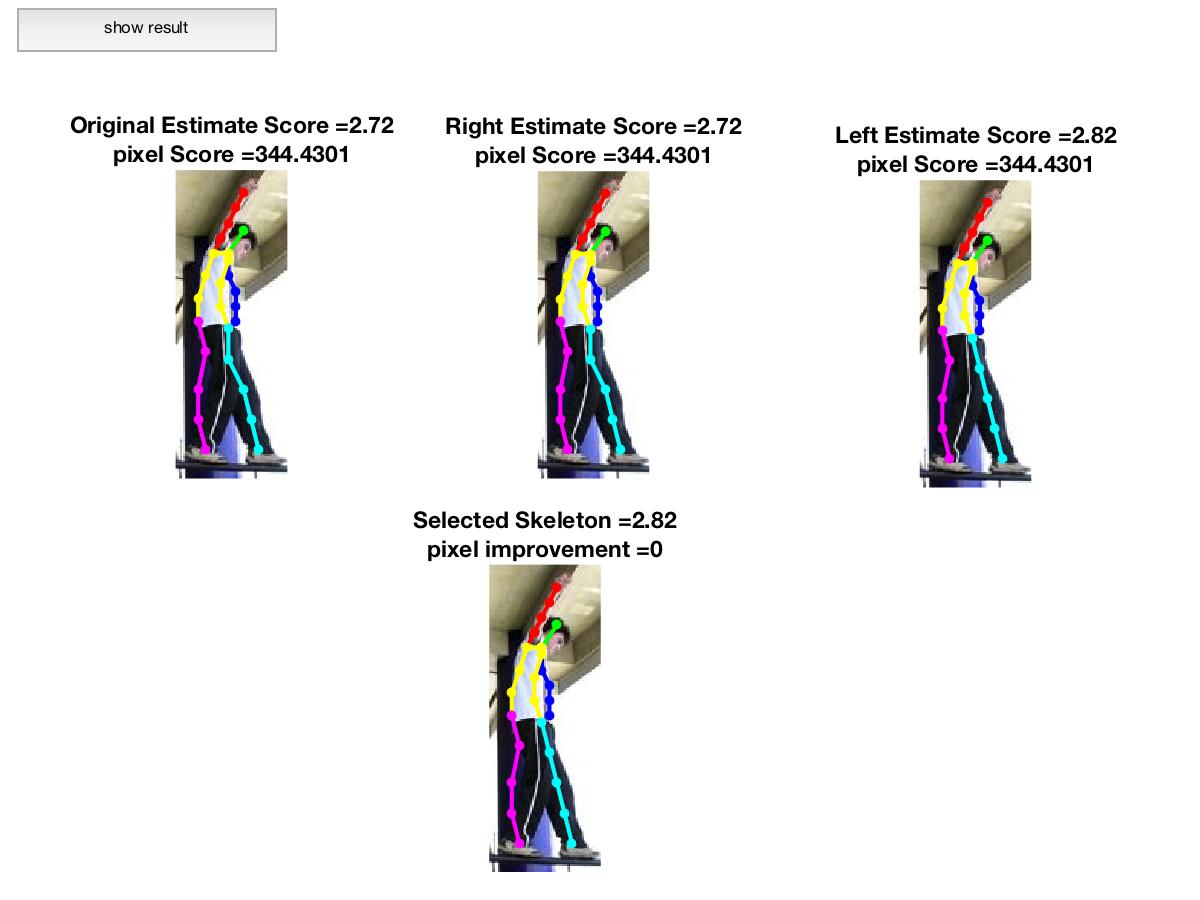 show result
Original Estimate Score =2.72
pixel Score =344.4301
Right Estimate Score =2.72
pixel Score =344.4301
Left Estimate Score =2.82
pixel Score =344.4301
Selected Skeleton =2.82
pixel improvement =0